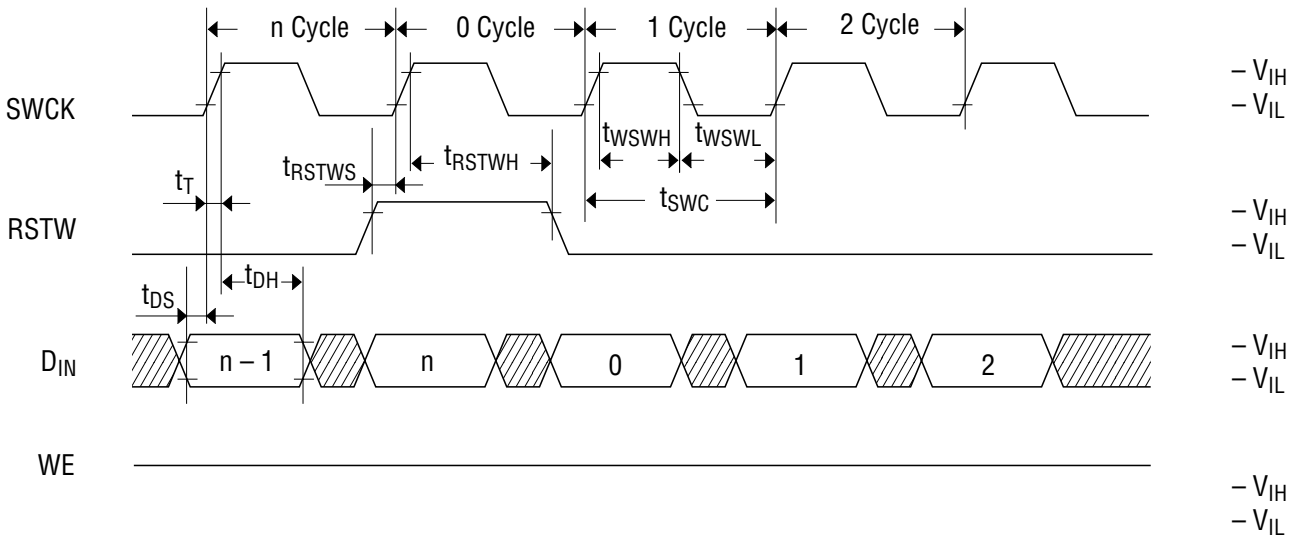 n Cycle 0 Cycle 1 Cycle 2 Cycle
SWCK
– VIH
– VIL
tWSWH tWSWL
tRSTWS tRSTWH
tT
tSWC
RSTW
– VIH
– VIL
tDH
tDS
DIN
n – 1 n 0 1 2
– VIH
– VIL
WE
– VIH
– VIL